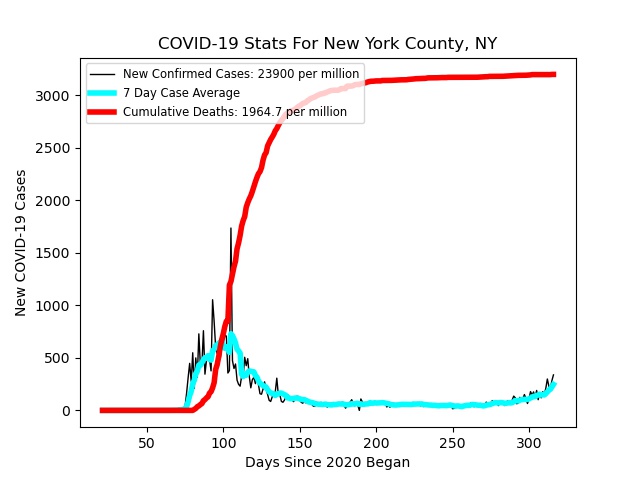 COVID-19 Stats For New York County, NY
New Confirmed Cases: 23900 per million
7 Day Case Average
Cumulative Deaths: 1964.7 per million
New COVID-19 Cases
3000
2500
2000
1500
1000
500
0
50 100 150 200 250 300
Days Since 2020 Began